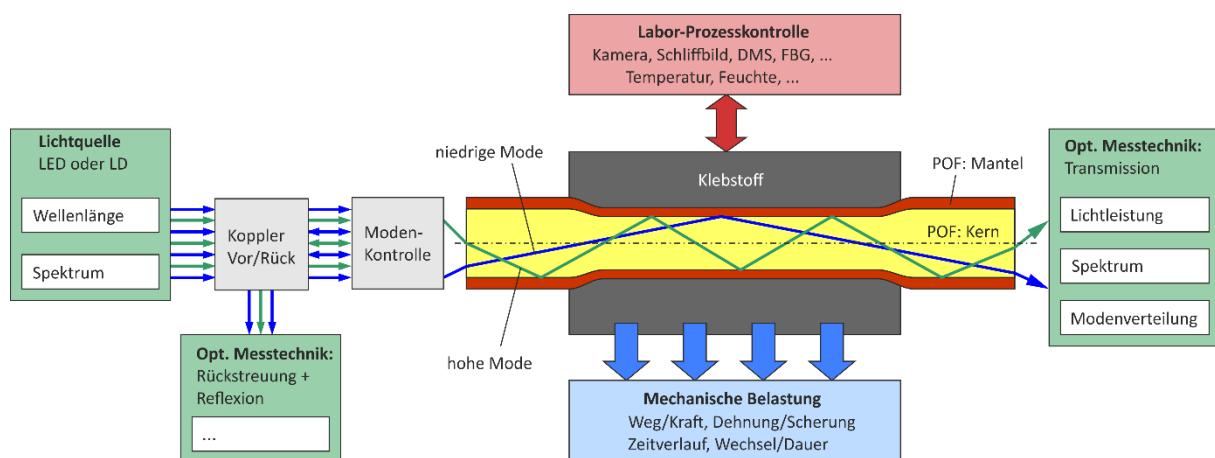 Labor-Prozesskontrolle
Kamera, Schliffbild, DMS, FBG, ...
Temperatur, Feuchte, ...
Lichtquelle
LED oder LD
Wellenlänge
Spektrum
Koppler
Vor/Rück
Moden-
Kontrolle
niedrige Mode
hohe Mode
Klebstoff
POF: Mantel
POF: Kern
Opt. Messtechnik:
Transmission
Lichtleistung
Spektrum
Modenverteilung
Opt. Messtechnik:
Rückstreuung +
Reflexion
...
Mechanische Belastung
Weg/Kraft, Dehnung/Scherung
Zeitverlauf, Wechsel/Dauer